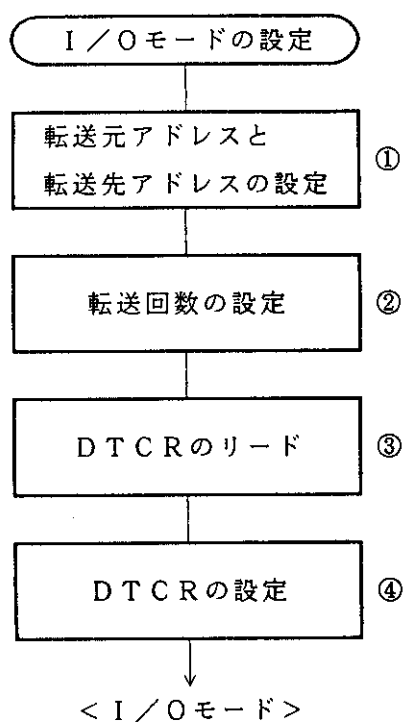 I／Oモードの設定
転送元アドレスと
転送先アドレスの設定
①
転送回数の設定
②
DTCRのリード
③
DTCRの設定
④
＜I／Oモード＞